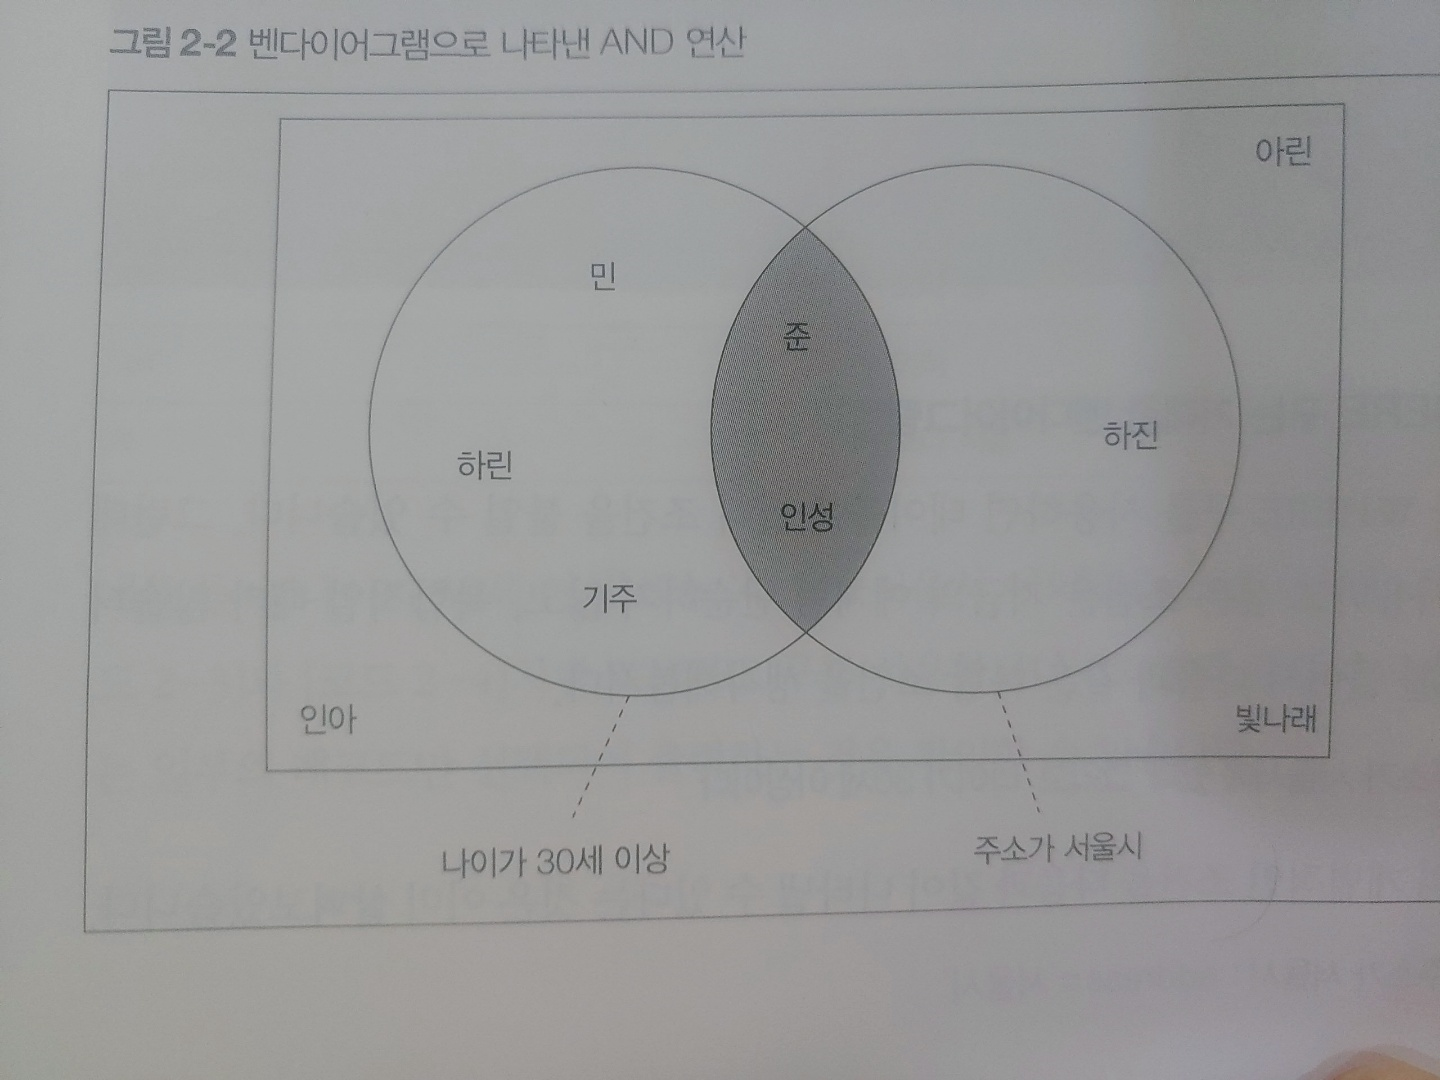 그림 2-2 벤다이어그램으로 나타낸 AND 연산
아린
민
준
하진
하린
인성
기주
인아
빛나래
나이가 30세 이상
주소가 서울시